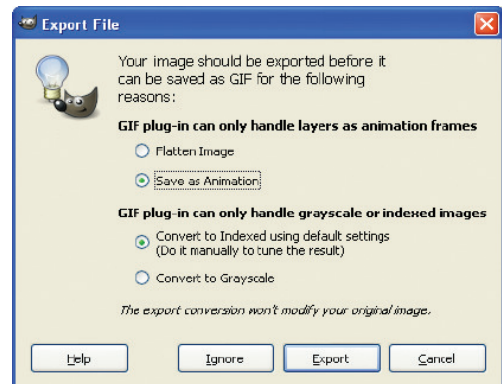 Export File
Your image should be exported before it
can be saved as GIF for the following
reasons:
GIF plug-in can only handle layers as animation frames
Flatten Image
Save as Animation
GIF plug-in can only handle grayscale or indexed images
Convert to Indexed using default settings
(Do it manually to tune the result)
Convert to Grayscale
The export conversion won't modify your original image.
Help Ignore Export Cancel